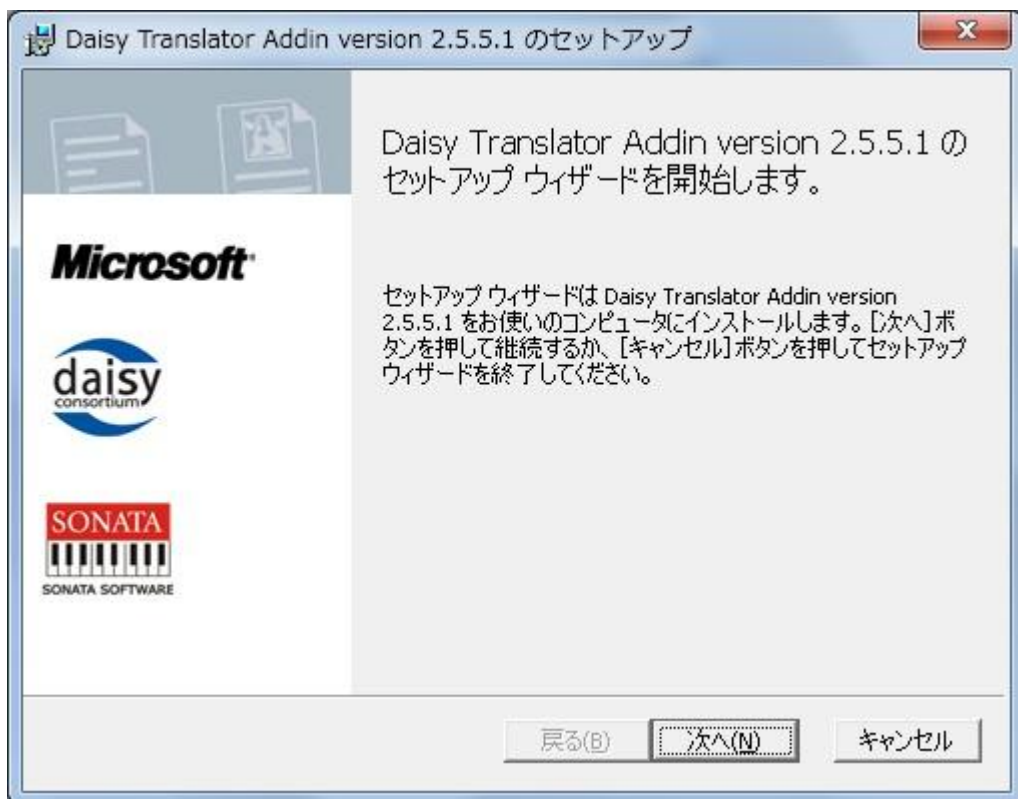 Daisy Translator Addin version 2.5.5.1 のセットアップ
Daisy Translator Addin version 2.5.5.1 の
セットアップ ウィザードを開始します。
Microsoft
daisy
consortium
SONATA
SONATA SOFTWARE
セットアップ ウィザードは Daisy Translator Addin version
2.5.5.1 をお使いのコンピュータにインストールします。[次へ] ボ
タンを押して継続するか、[キャンセル] ボタンを押してセットアップ
ウィザードを終了してください。
戻る(B)
次へ(N)
キャンセル